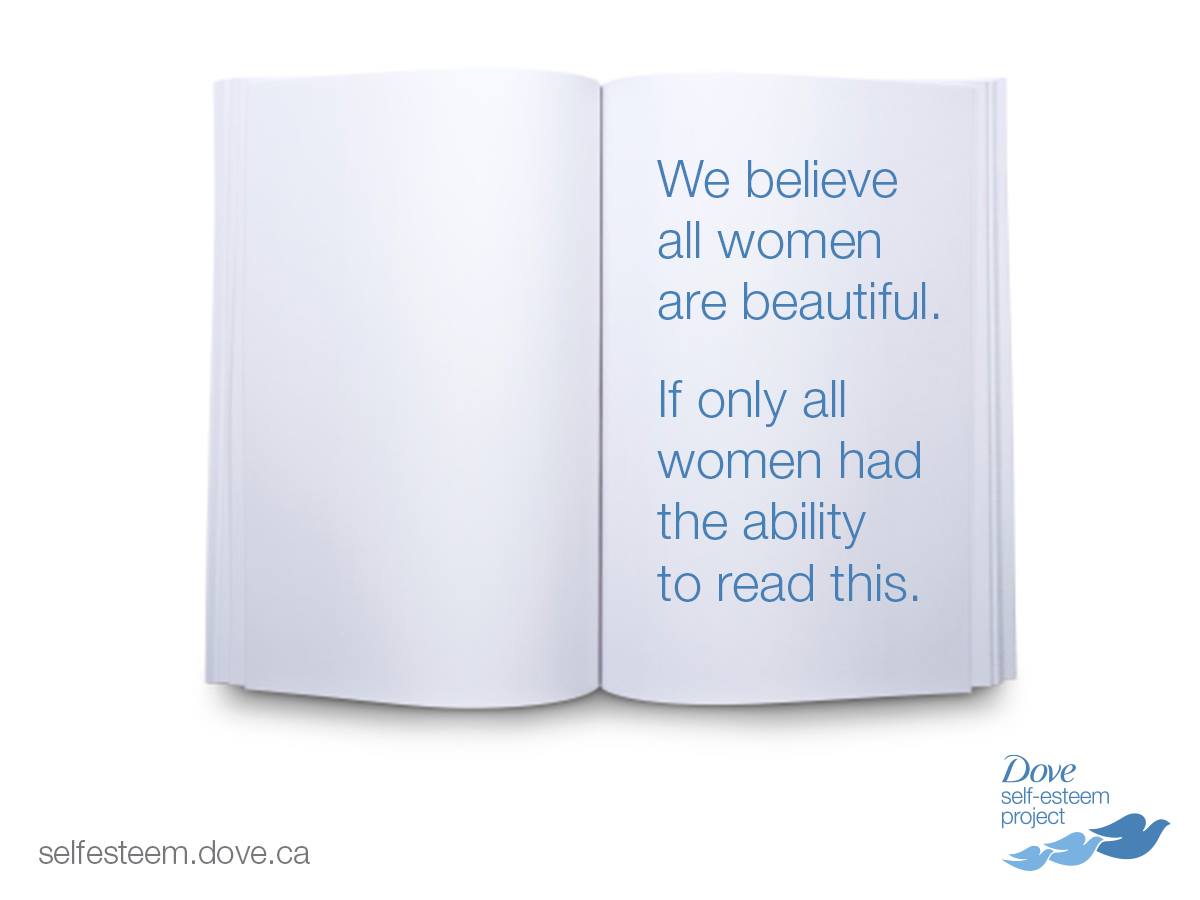 We believe
all women
are beautiful.
If only all
women had
the ability
to read this.
Dove
self-esteem
project
selfesteem.dove.ca